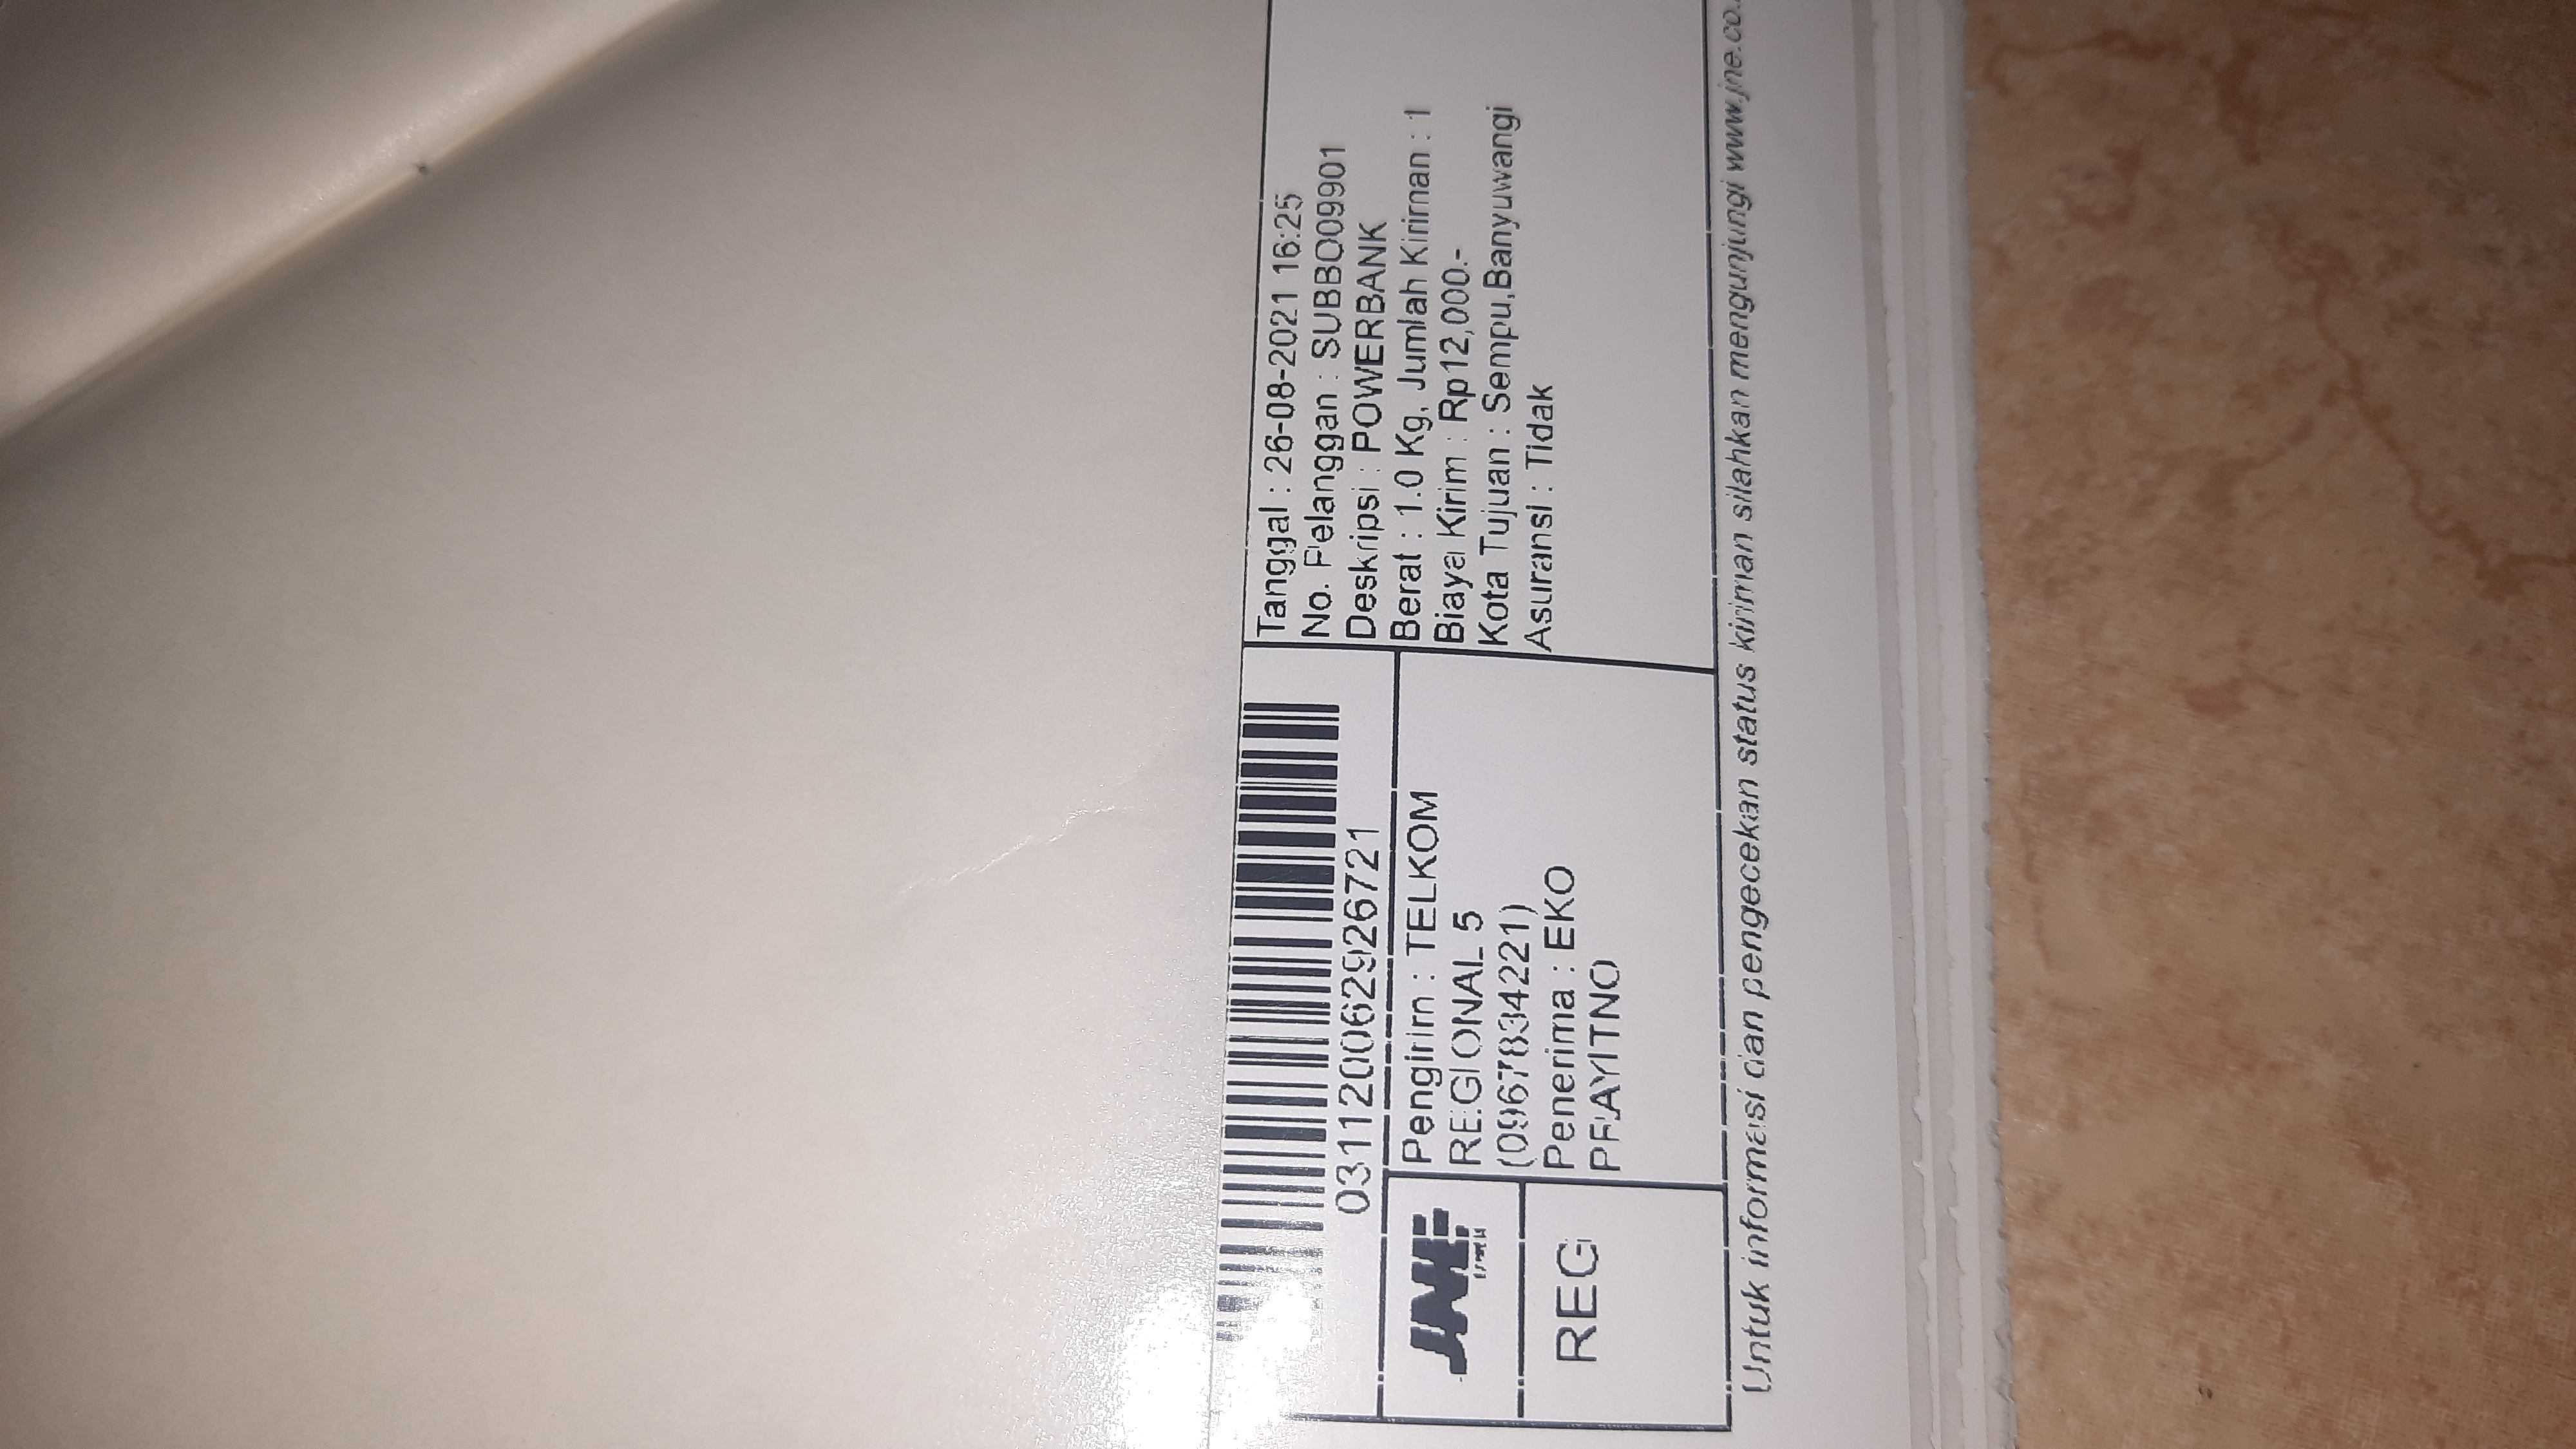 031120062926721
JNE
REG
Pengirim : TELKOM
REGIONAL 5
(0967834221)
Penerima : EKO
PRAYITNO
Tanggal : 26-08-2021 16:25
No. Pelanggan : SUBBO09901
Deskripsi : POWERBANK
Berat : 1.0 Kg, Jumlah Kiriman : 1
Biaya Kirim : Rp12,000.-
Kota Tujuan : Sempu,Banyuwangi
Asuransi : Tidak
Untuk informasi dan pengecekan status kiriman silahkan mengunjungi www.jne.co.